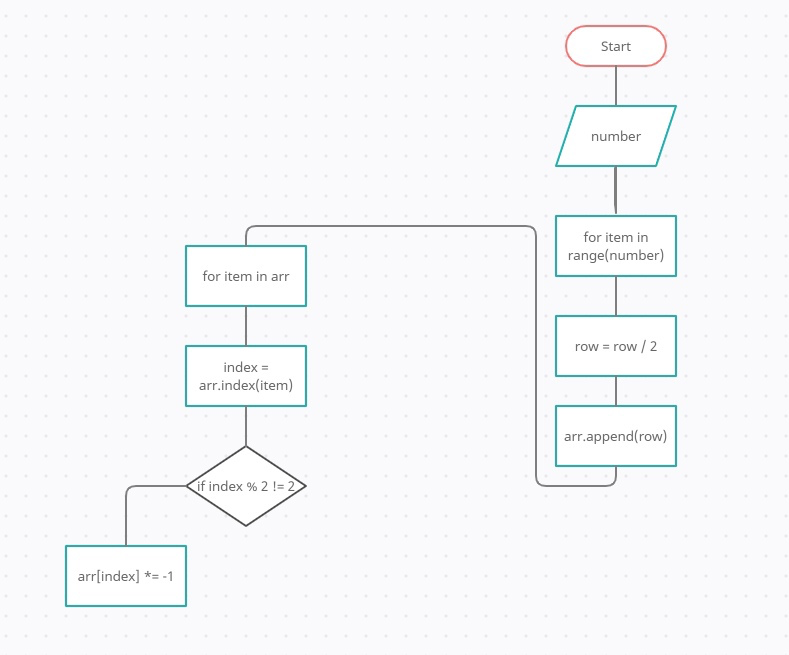 Start
number
for item in
range(number)
row = row / 2
arr.append(row)
for item in arr
index =
arr.index(item)
if index % 2 != 2
arr[index] *= -1